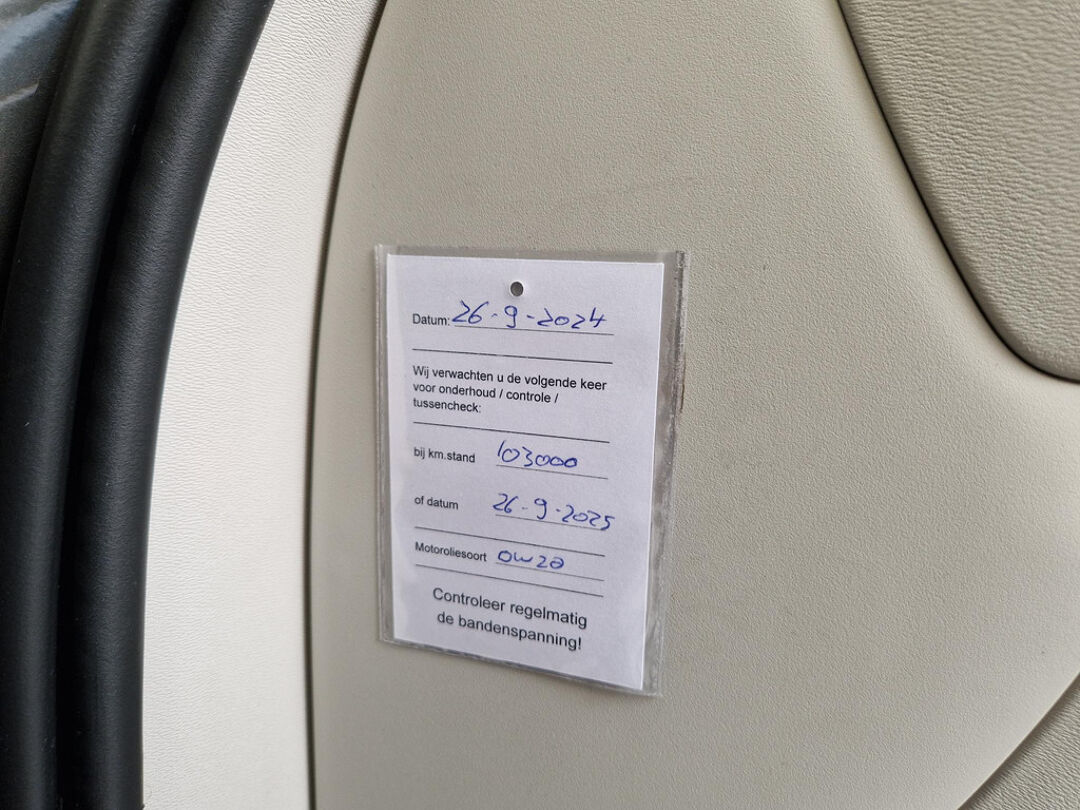 Datum: 26-9-2024
Wij verwachten u de volgende keer
voor onderhoud / controle /
tussencheck:
bij km.stand 103000
of datum 26-9-2025
Motoroliesoort 0W20
Controleer regelmatig
de bandenspanning!